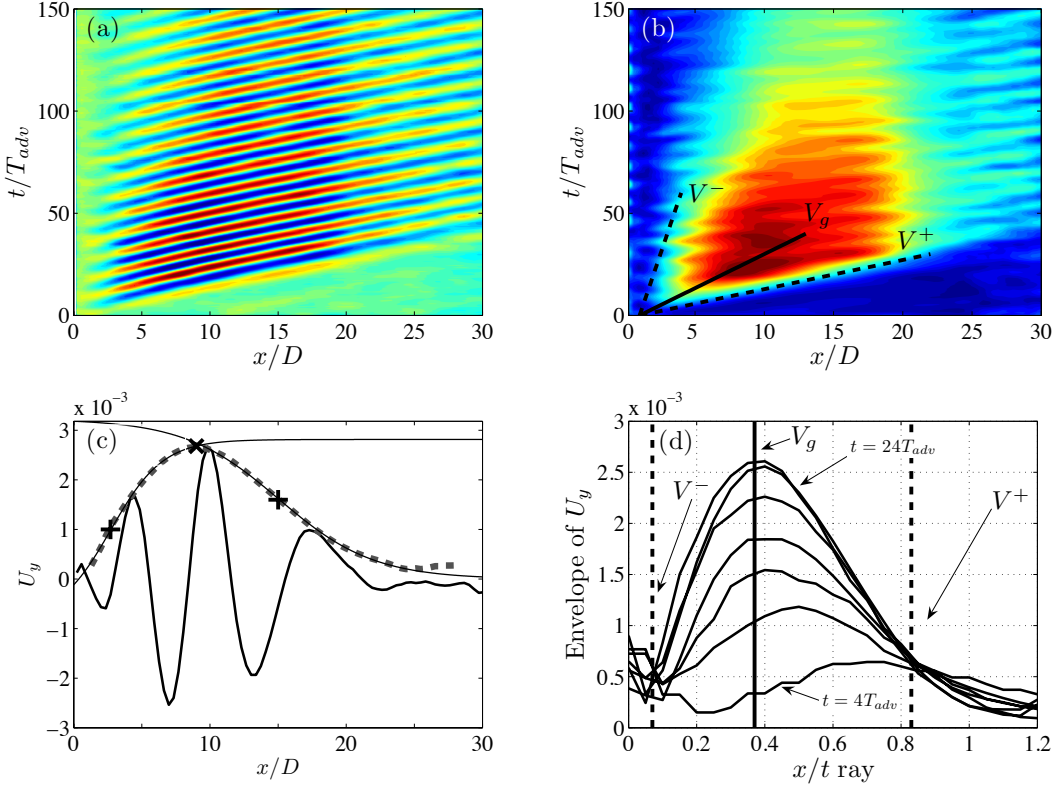 (a)
150
100
50
0
t/T_adv
0 5 10 15 20 25 30
x/D
(b)
150
100
50
0
t/T_adv
V^-
V_g
V^+
0 5 10 15 20 25 30
x/D
x 10^−3
(c)
3
2
1
0
−1
−2
−3
U_y
0 10 20 30
x/D
x 10^−3
(d)
3
2.5
2
1.5
1
0.5
0
Envelope of U_y
V_g
t = 24T_adv
V^-
V^+
t = 4T_adv
0 0.2 0.4 0.6 0.8 1 1.2
x/t ray